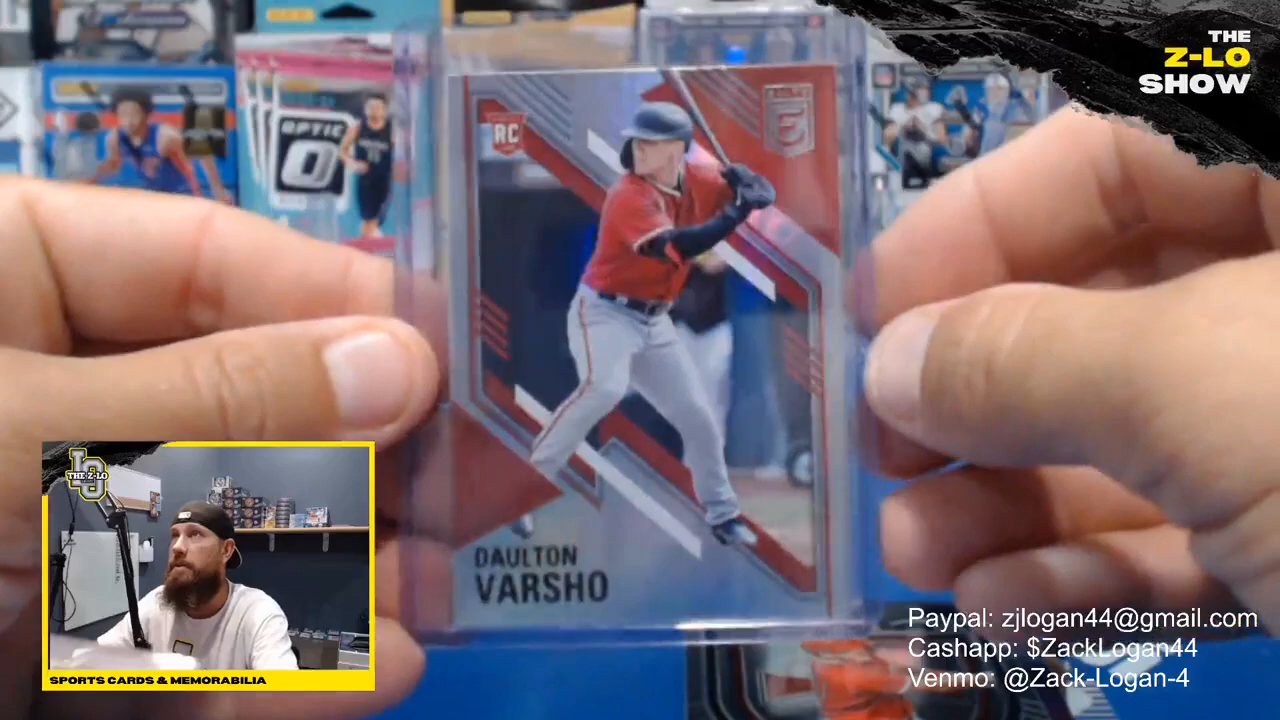 THE
Z-LO
SHOW
RC
ELITE
OPTIC
DAULTON
VARSHO
THE Z-LO
SPORTS CARDS & MEMORABILIA
Paypal: zjlogan44@gmail.com
Cashapp: $ZackLogan44
Venmo: @Zack-Logan-4